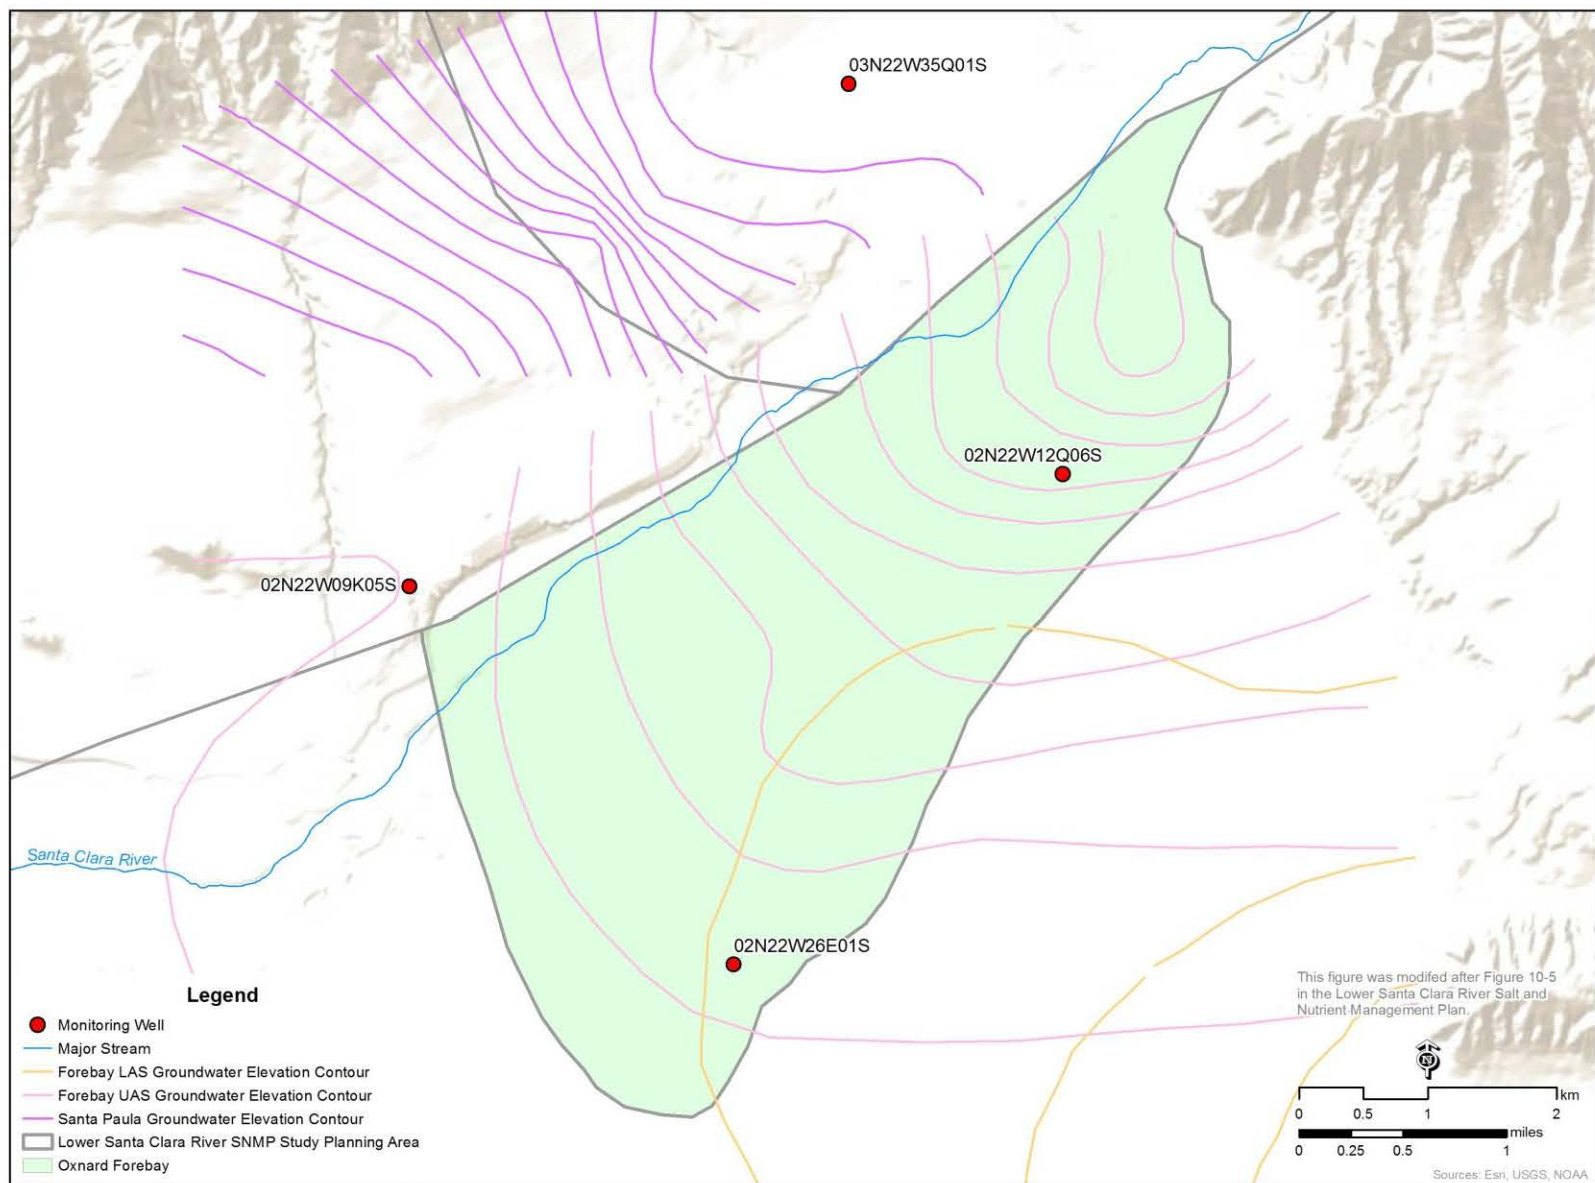 03N22W35Q01S
02N22W12Q06S
02N22W09K05S
Santa Clara River
02N22W26E01S
Legend
Monitoring Well
Major Stream
Forebay LAS Groundwater Elevation Contour
Forebay UAS Groundwater Elevation Contour
Santa Paula Groundwater Elevation Contour
Lower Santa Clara River SNMP Study Planning Area
Oxnard Forebay
This figure was modifed after Figure 10-5
in the Lower Santa Clara River Salt and
Nutrient Management Plan.
N
km
0 0.5 1 2
miles
0 0.25 0.5 1
Sources: Esri, USGS, NOAA